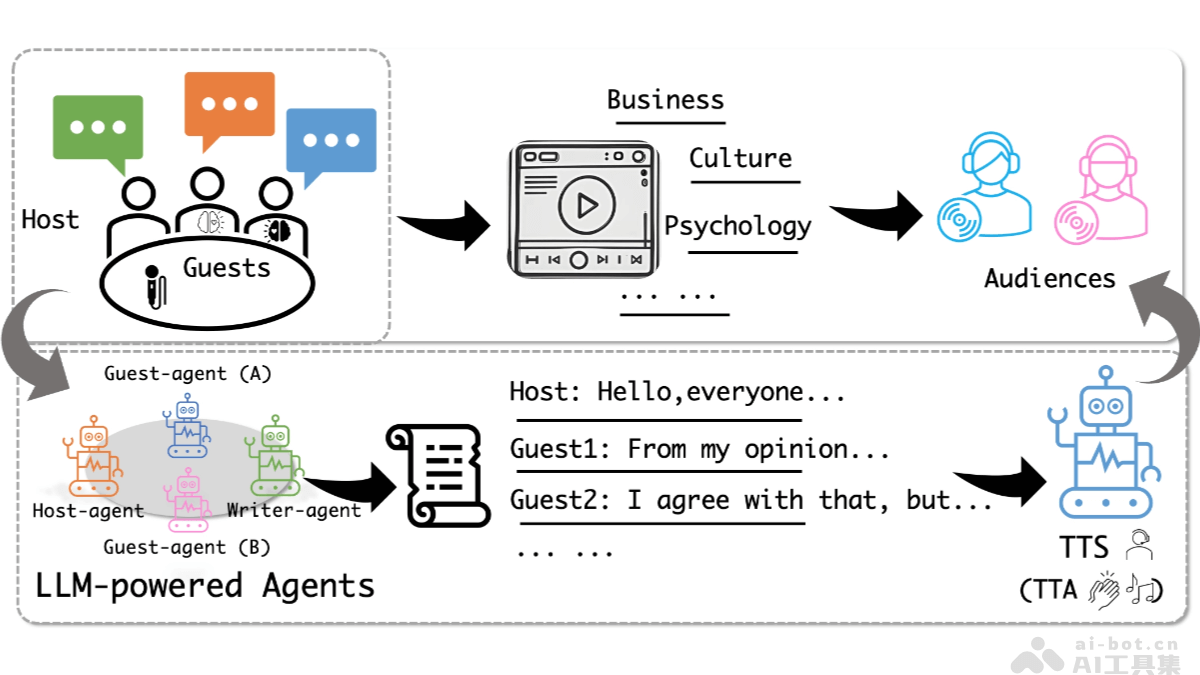 Business
Culture
Psychology
... ...
Host
Guests
Audiences
Guest-agent (A)
Host-agent
Writer-agent
Guest-agent (B)
LLM-powered Agents
Host: Hello,everyone...
Guest1: From my opinion...
Guest2: I agree with that, but...
... ...
TTS
(TTA )
ai-bot.cn
AI工具集